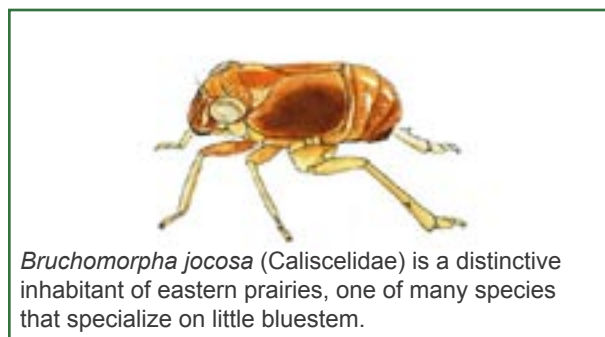 Bruchomorpha jocosa (Caliscelidae) is a distinctive
inhabitant of eastern prairies, one of many species
that specialize on little bluestem.